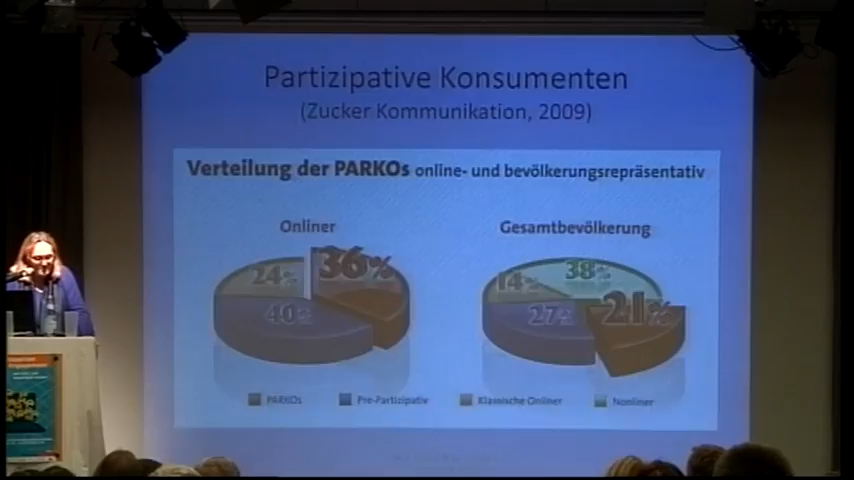 Partizipative Konsumenten
(Zucker Kommunikation, 2009)
Verteilung der PARKOs online- und bevölkerungsrepräsentativ
Onliner
Gesamtbevölkerung
24%
36%
40%
14%
38%
27%
21%
PARKOs
Pre-Partizipativ
Klassische Onliner
Nonliner